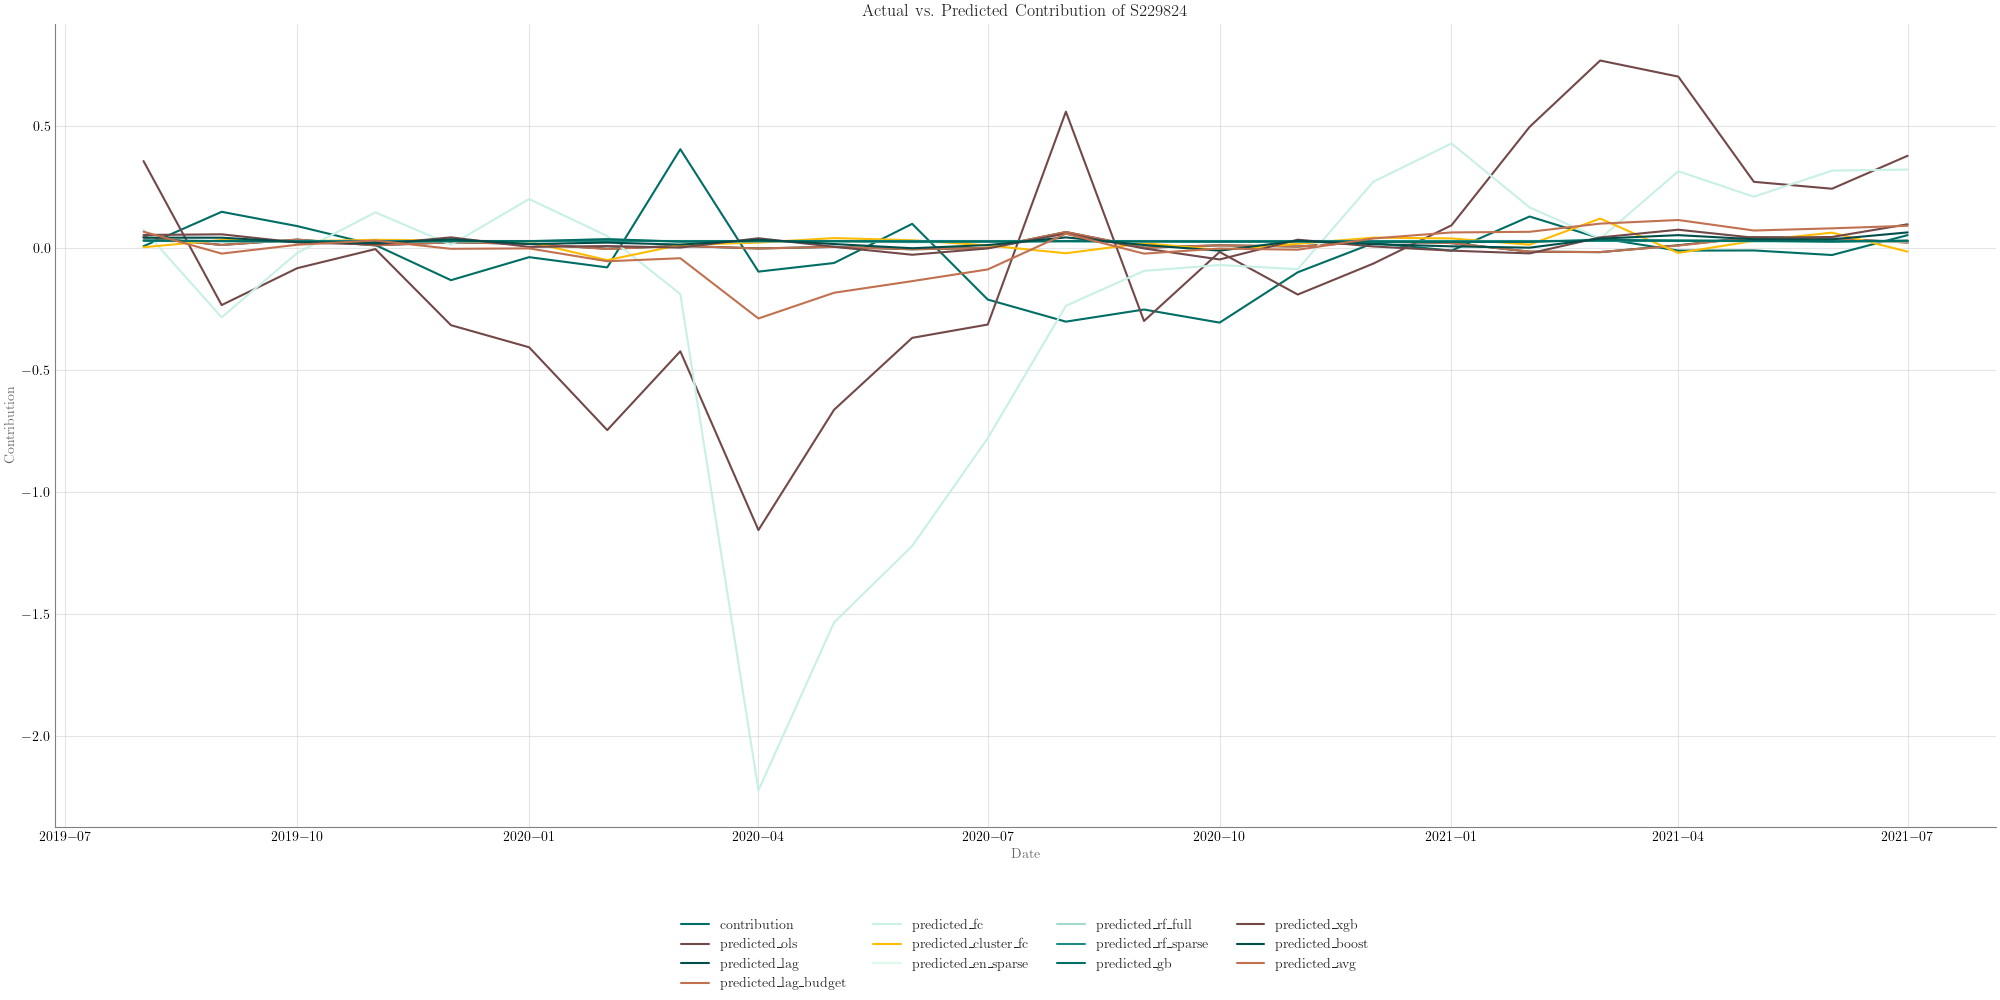 Actual vs. Predicted Contribution of S229824
Contribution
0.5
0.0
−0.5
−1.0
−1.5
−2.0
2019−07
2019−10
2020−01
2020−04
2020−07
2020−10
2021−01
2021−04
2021−07
Date
contribution
predicted_ols
predicted_lag
predicted_lag_budget
predicted_fc
predicted_cluster_fc
predicted_en_sparse
predicted_rf_full
predicted_rf_sparse
predicted_gb
predicted_xgb
predicted_boost
predicted_avg